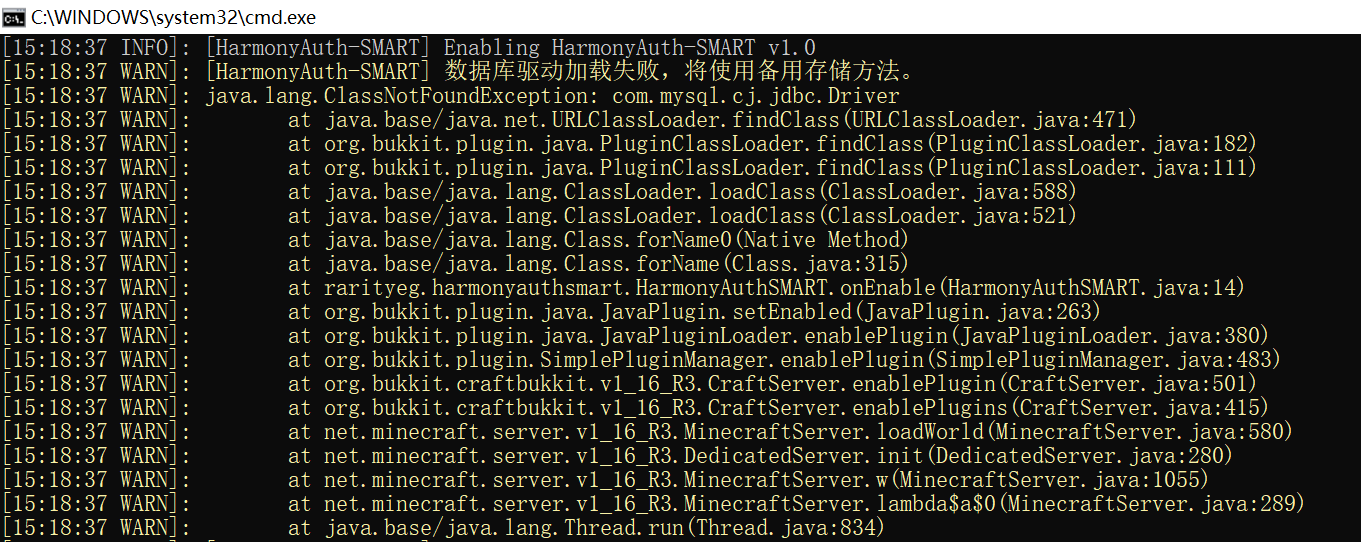 C:\WINDOWS\system32\cmd.exe
[15:18:37 INFO]: [HarmonyAuth-SMART] Enabling HarmonyAuth-SMART v1.0
[15:18:37 WARN]: [HarmonyAuth-SMART] 数据库驱动加载失败，将使用备用存储方法。
[15:18:37 WARN]: java.lang.ClassNotFoundException: com.mysql.cj.jdbc.Driver
[15:18:37 WARN]: at java.base/java.net.URLClassLoader.findClass(URLClassLoader.java:471)
[15:18:37 WARN]: at org.bukkit.plugin.java.PluginClassLoader.findClass(PluginClassLoader.java:182)
[15:18:37 WARN]: at org.bukkit.plugin.java.PluginClassLoader.findClass(PluginClassLoader.java:111)
[15:18:37 WARN]: at java.base/java.lang.ClassLoader.loadClass(ClassLoader.java:588)
[15:18:37 WARN]: at java.base/java.lang.ClassLoader.loadClass(ClassLoader.java:521)
[15:18:37 WARN]: at java.base/java.lang.Class.forName0(Native Method)
[15:18:37 WARN]: at java.base/java.lang.Class.forName(Class.java:315)
[15:18:37 WARN]: at rarityeg.harmonyauthsmart.HarmonyAuthSMART.onEnable(HarmonyAuthSMART.java:14)
[15:18:37 WARN]: at org.bukkit.plugin.java.JavaPlugin.setEnabled(JavaPlugin.java:263)
[15:18:37 WARN]: at org.bukkit.plugin.java.JavaPluginLoader.enablePlugin(JavaPluginLoader.java:380)
[15:18:37 WARN]: at org.bukkit.plugin.SimplePluginManager.enablePlugin(SimplePluginManager.java:483)
[15:18:37 WARN]: at org.bukkit.craftbukkit.v1_16_R3.CraftServer.enablePlugin(CraftServer.java:501)
[15:18:37 WARN]: at org.bukkit.craftbukkit.v1_16_R3.CraftServer.enablePlugins(CraftServer.java:415)
[15:18:37 WARN]: at net.minecraft.server.v1_16_R3.MinecraftServer.loadWorld(MinecraftServer.java:580)
[15:18:37 WARN]: at net.minecraft.server.v1_16_R3.DedicatedServer.init(DedicatedServer.java:280)
[15:18:37 WARN]: at net.minecraft.server.v1_16_R3.MinecraftServer.w(MinecraftServer.java:1055)
[15:18:37 WARN]: at net.minecraft.server.v1_16_R3.MinecraftServer.lambda$a$0(MinecraftServer.java:289)
[15:18:37 WARN]: at java.base/java.lang.Thread.run(Thread.java:834)